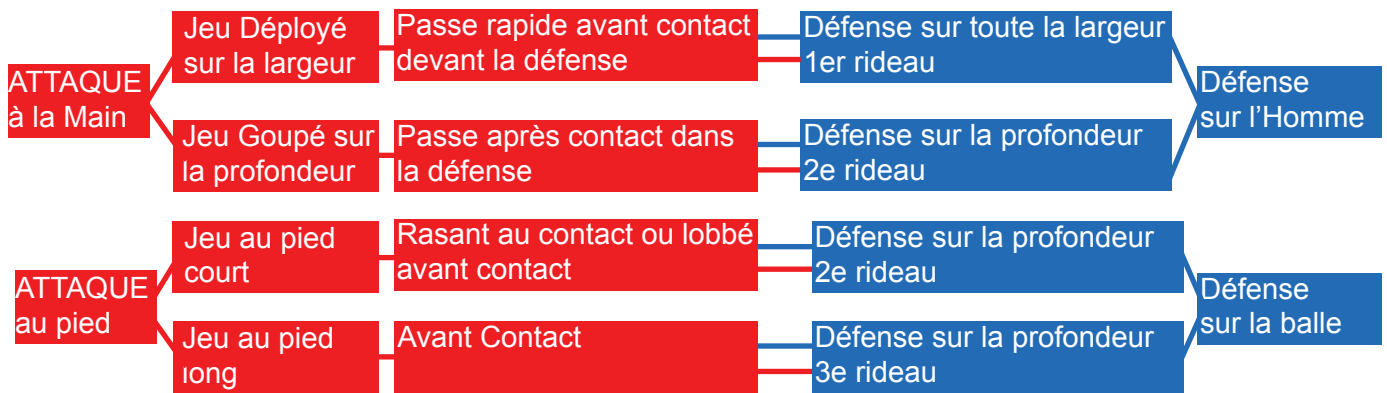 ATTAQUE
à la Main
Jeu Déployé
sur la largeur
Passe rapide avant contact
devant la défense
Défense sur toute la largeur
1er rideau
Jeu Goupé sur
la profondeur
Passe après contact dans
la défense
Défense sur la profondeur
2e rideau
Défense
sur l’Homme
ATTAQUE
au pied
Jeu au pied
court
Rasant au contact ou lobbé
avant contact
Défense sur la profondeur
2e rideau
Jeu au pied
long
Avant Contact
Défense sur la profondeur
3e rideau
Défense
sur la balle